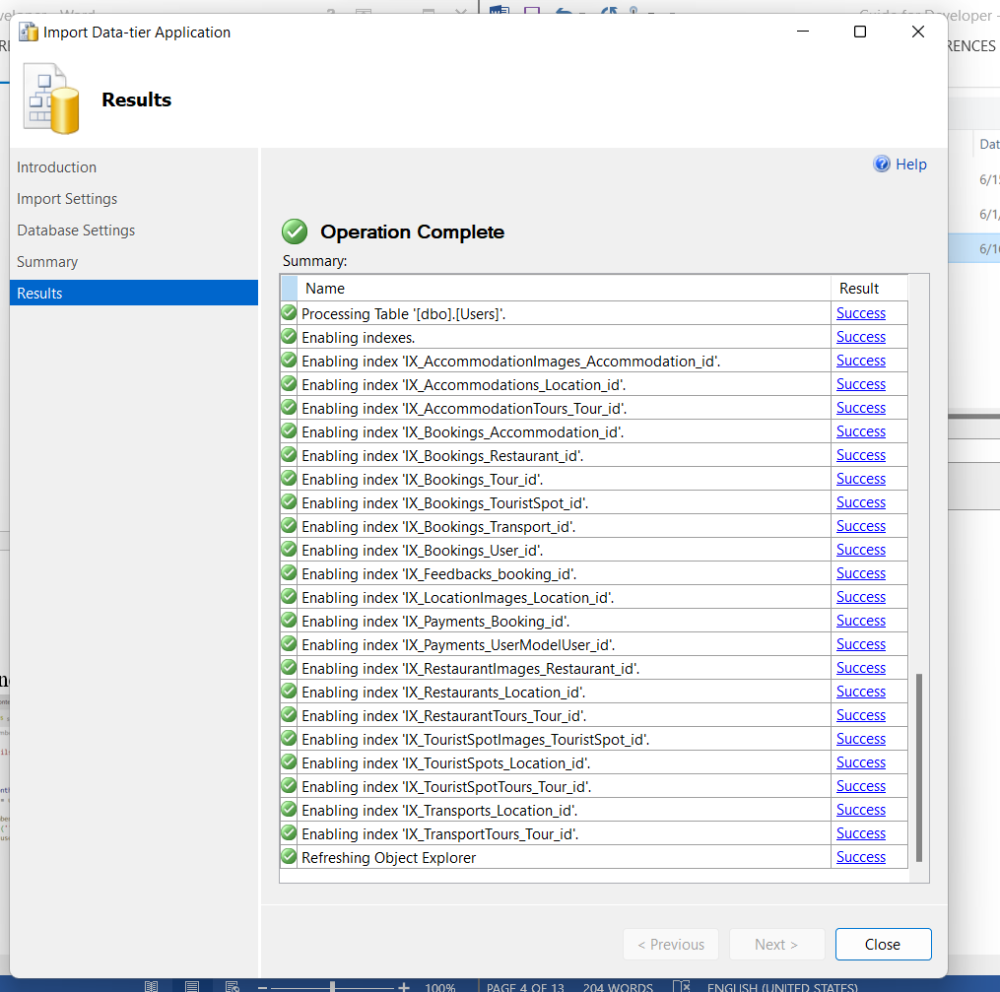 Import Data-tier Application
Results
Introduction
Import Settings
Database Settings
Summary
Results
Help
Operation Complete
Summary:
Name Result
Processing Table '[dbo].[Users]'. Success
Enabling indexes. Success
Enabling index 'IX_AccommodationImages_Accommodation_id'. Success
Enabling index 'IX_Accommodations_Location_id'. Success
Enabling index 'IX_AccommodationTours_Tour_id'. Success
Enabling index 'IX_Bookings_Accommodation_id'. Success
Enabling index 'IX_Bookings_Restaurant_id'. Success
Enabling index 'IX_Bookings_Tour_id'. Success
Enabling index 'IX_Bookings_TouristSpot_id'. Success
Enabling index 'IX_Bookings_Transport_id'. Success
Enabling index 'IX_Bookings_User_id'. Success
Enabling index 'IX_Feedbacks_booking_id'. Success
Enabling index 'IX_LocationImages_Location_id'. Success
Enabling index 'IX_Payments_Booking_id'. Success
Enabling index 'IX_Payments_UserModelUser_id'. Success
Enabling index 'IX_RestaurantImages_Restaurant_id'. Success
Enabling index 'IX_Restaurants_Location_id'. Success
Enabling index 'IX_RestaurantTours_Tour_id'. Success
Enabling index 'IX_TouristSpotImages_TouristSpot_id'. Success
Enabling index 'IX_TouristSpots_Location_id'. Success
Enabling index 'IX_TouristSpotTours_Tour_id'. Success
Enabling index 'IX_Transports_Location_id'. Success
Enabling index 'IX_TransportTours_Tour_id'. Success
Refreshing Object Explorer Success
< Previous Next > Close
RENCES
Dat
6/15
6/1/
6/16
100% PAGE 4 OF 13 204 WORDS ENGLISH (UNITED STATES)